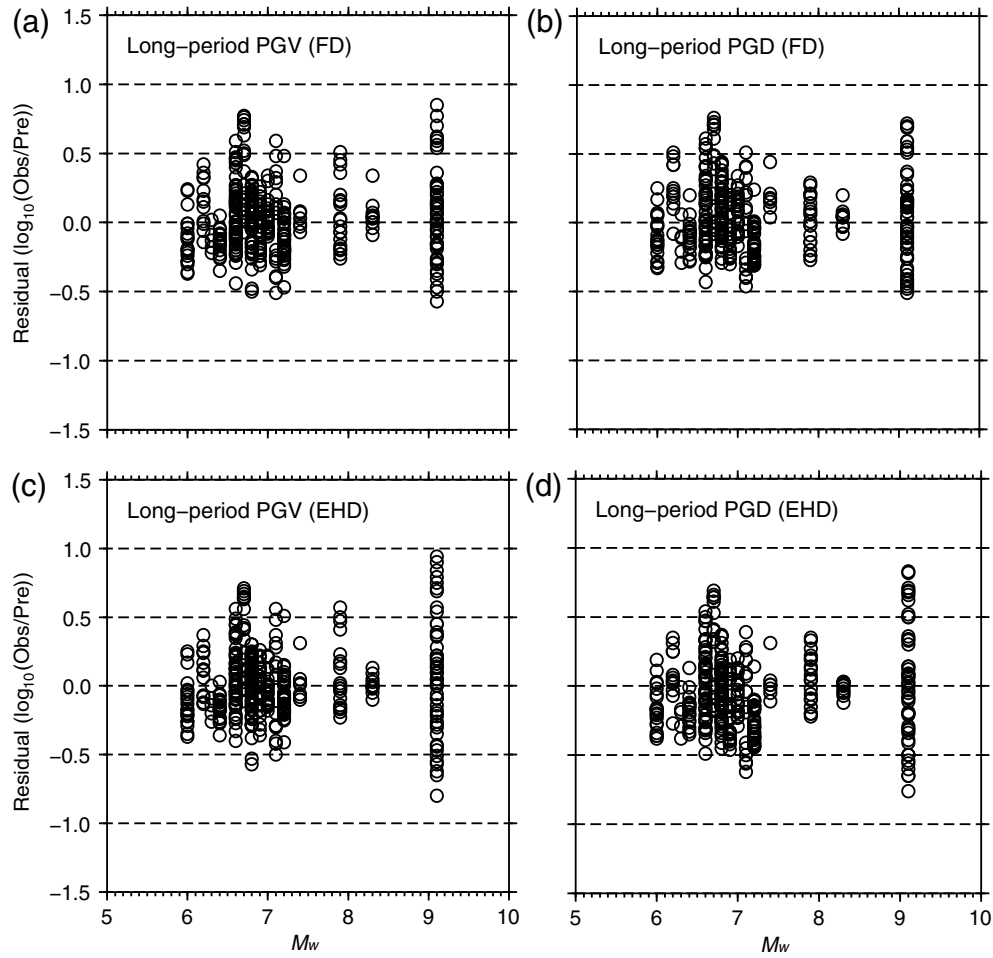 (a)
Long–period PGV (FD)
1.5
1.0
0.5
0.0
−0.5
−1.0
−1.5
Residual (log10(Obs/Pre))
(b)
Long–period PGD (FD)
(c)
Long–period PGV (EHD)
1.5
1.0
0.5
0.0
−0.5
−1.0
−1.5
Residual (log10(Obs/Pre))
5 6 7 8 9 10
Mw
(d)
Long–period PGD (EHD)
5 6 7 8 9 10
Mw